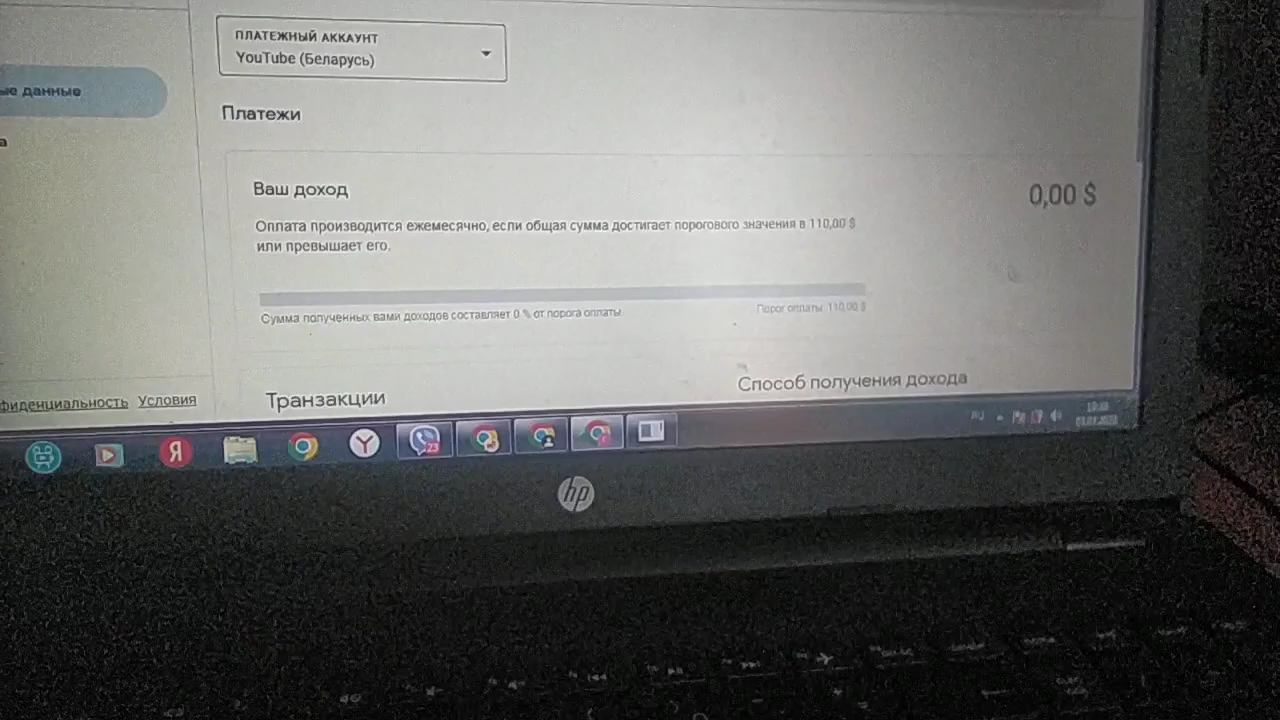 ПЛАТЕЖНЫЙ АККАУНТ
YouTube (Беларусь)
ые данные
Платежи
а
Ваш доход
0,00 $
Оплата производится ежемесячно, если общая сумма достигает порогового значения в 110,00 $
или превышает его.
Сумма полученных вами доходов составляет 0 % от порога оплаты.
Порог оплаты: 110,00 $
Транзакции
Способ получения дохода
фиденциальность Условия
Я
Y
23
RU
hp